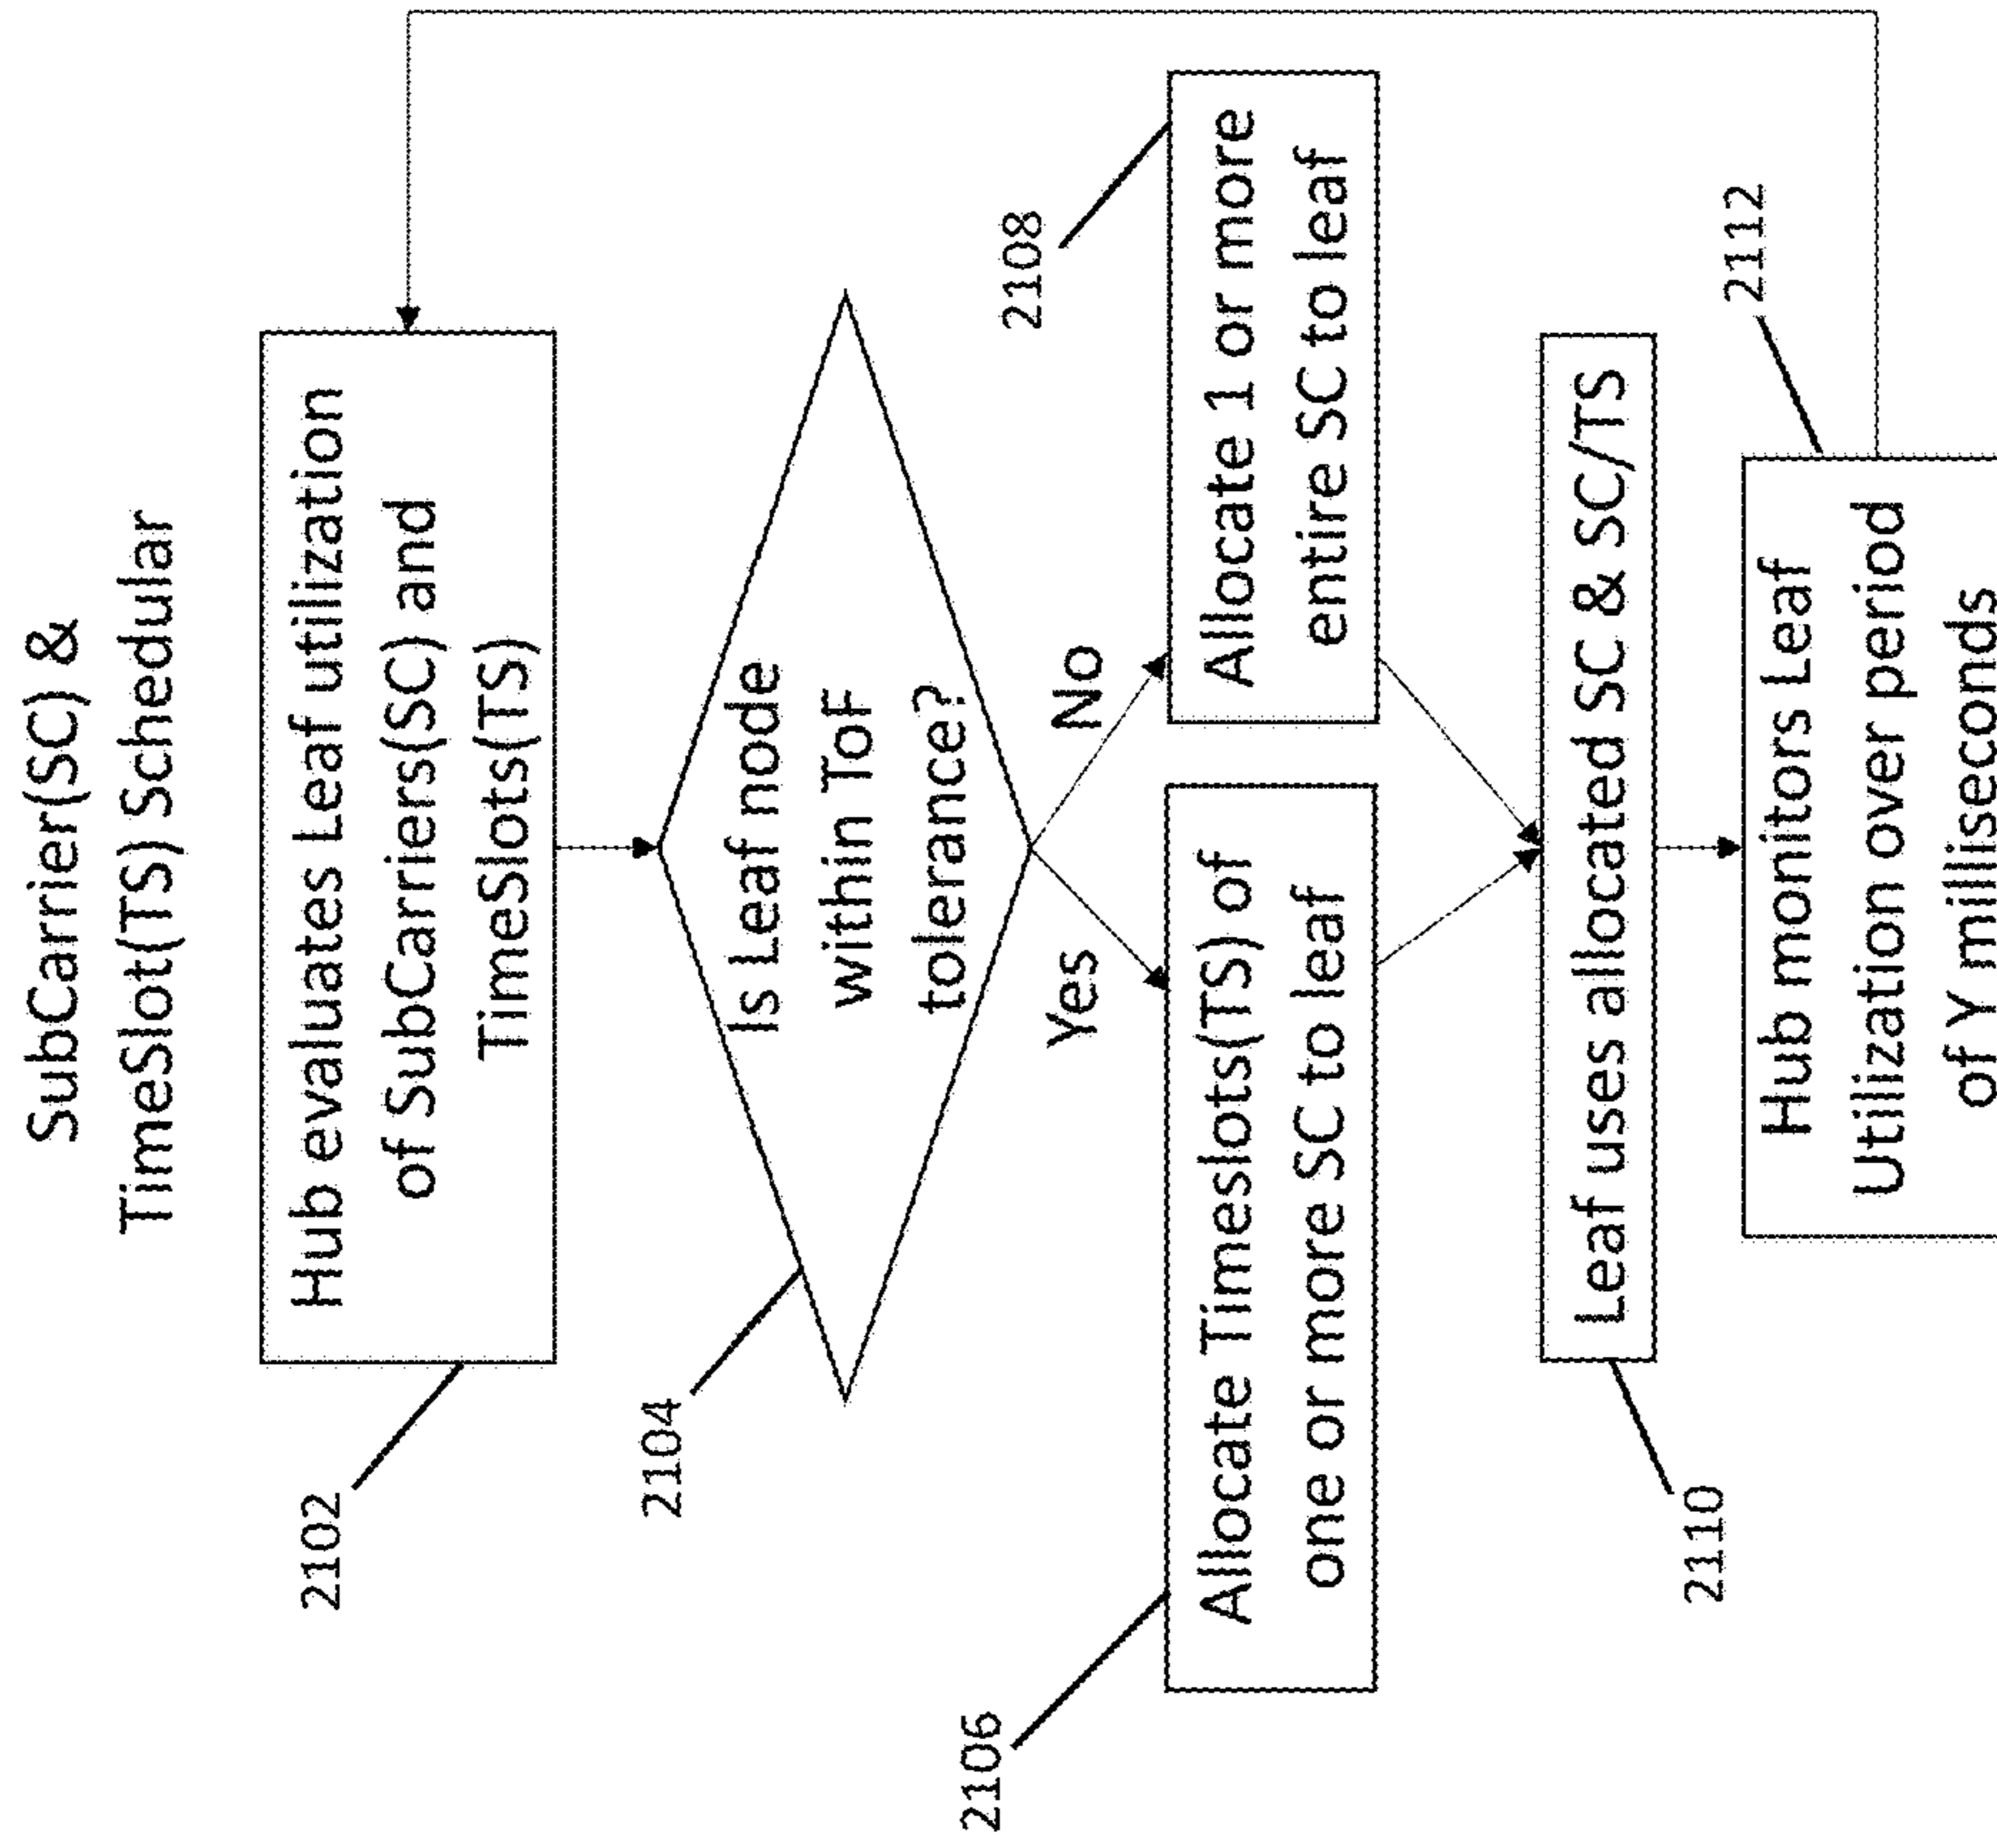 SubCarrier(SC) &
TimeSlot(TS) Schedular
2102
Hub evaluates Leaf utilization
of SubCarriers(SC) and
TimeSlots(TS)
2104
Is Leaf node
within ToF
tolerance?
Yes
No
2106
Allocate Timeslots(TS) of
one or more SC to leaf
2108
Allocate 1 or more
entire SC to leaf
2110
Leaf uses allocated SC & SC/TS
2112
Hub monitors Leaf
Utilization over period
of Y milliseconds